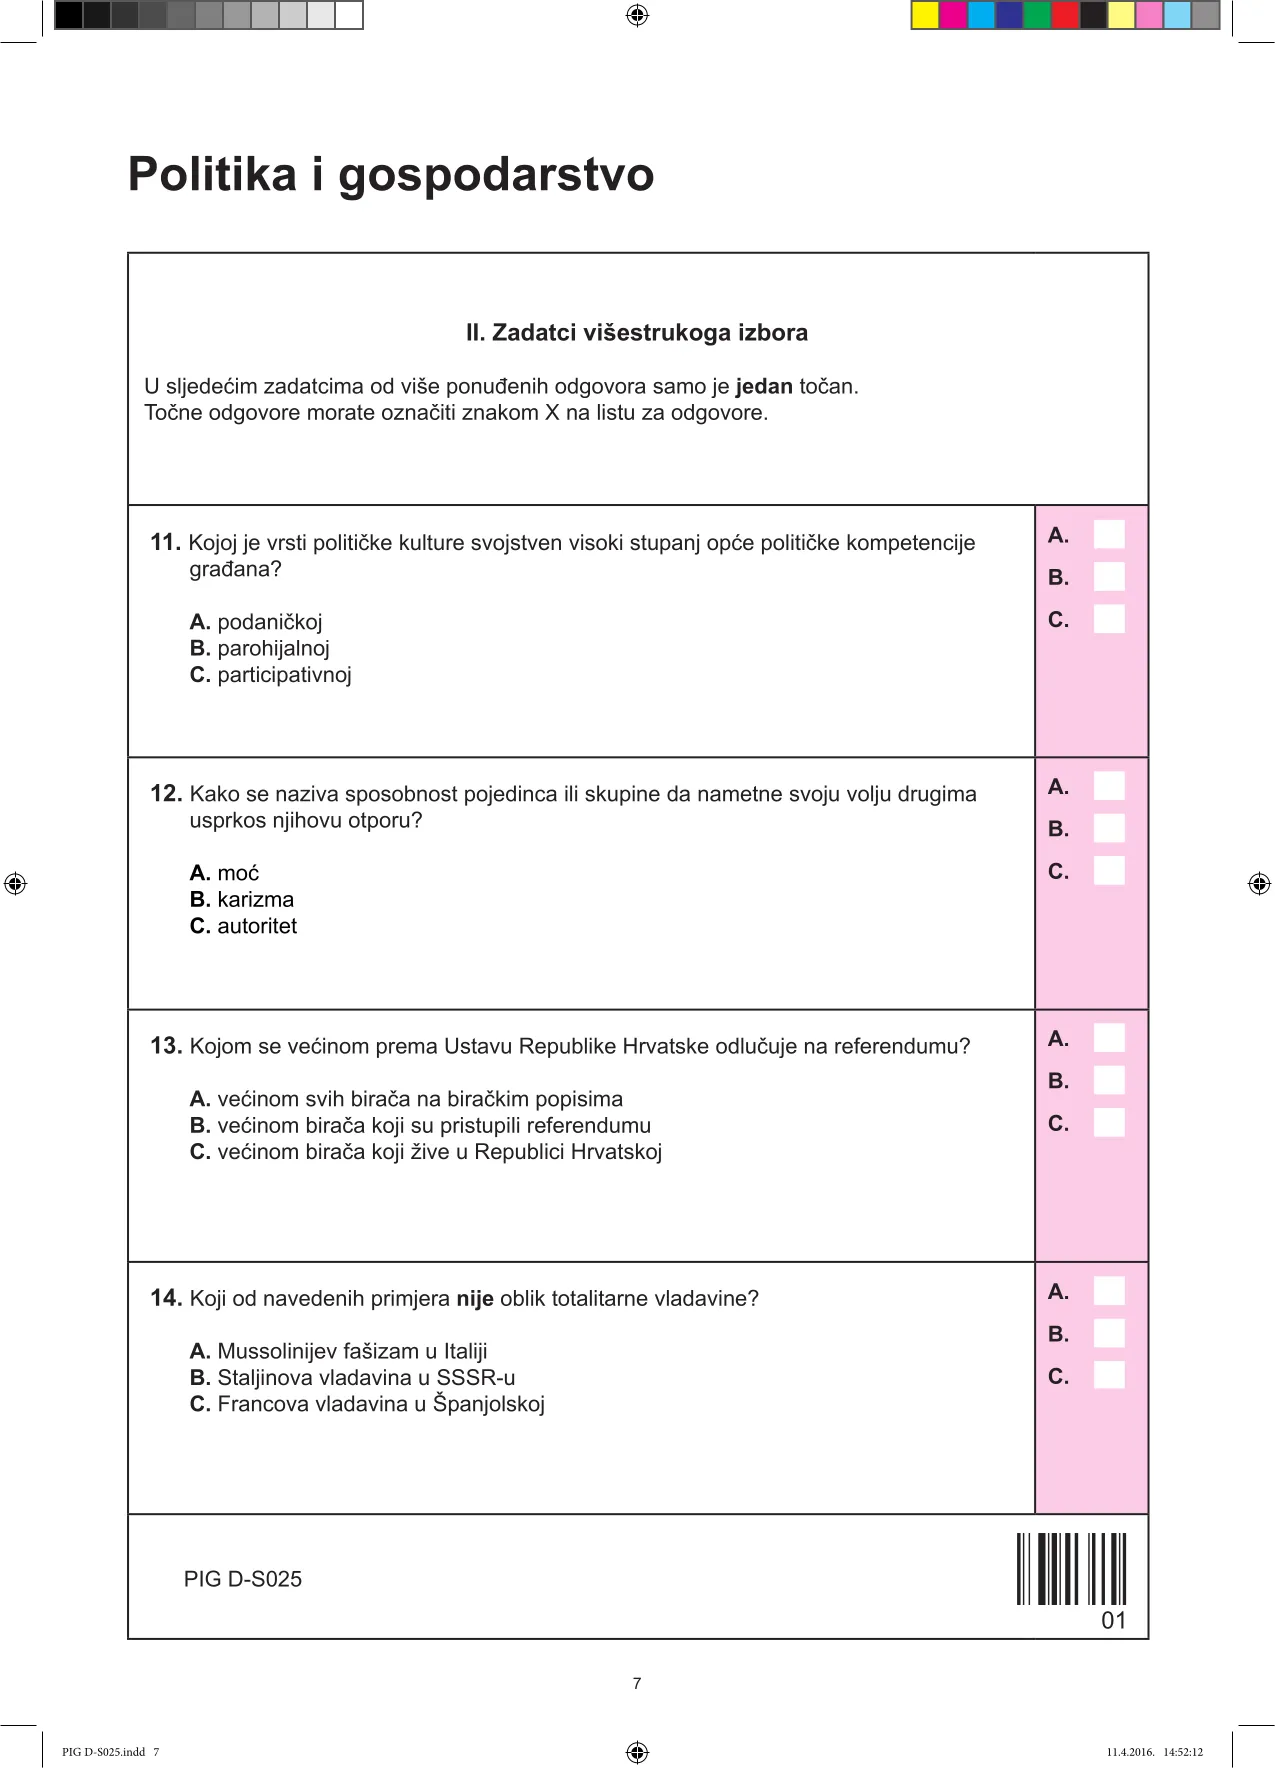 Politika i gospodarstvo
II. Zadatci višestrukoga izbora
U sljedećim zadatcima od više ponuđenih odgovora samo je jedan točan.
Točne odgovore morate označiti znakom X na listu za odgovore.
11. Kojoj je vrsti političke kulture svojstven visoki stupanj opće političke kompetencije
građana?
A. podaničkoj
B. parohijalnoj
C. participativnoj
A.
B.
C.
12. Kako se naziva sposobnost pojedinca ili skupine da nametne svoju volju drugima
usprkos njihovu otporu?
A. moć
B. karizma
C. autoritet
A.
B.
C.
13. Kojom se većinom prema Ustavu Republike Hrvatske odlučuje na referendumu?
A. većinom svih birača na biračkim popisima
B. većinom birača koji su pristupili referendumu
C. većinom birača koji žive u Republici Hrvatskoj
A.
B.
C.
14. Koji od navedenih primjera nije oblik totalitarne vladavine?
A. Mussolinijev fašizam u Italiji
B. Staljinova vladavina u SSSR-u
C. Francova vladavina u Španjolskoj
A.
B.
C.
PIG D-S025
01
7
PIG D-S025.indd 7
11.4.2016. 14:52:12